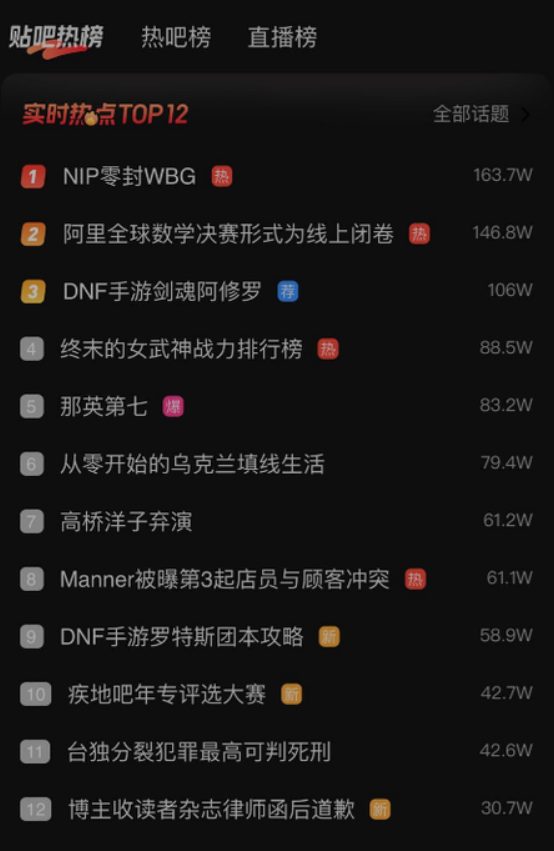 贴吧热榜 热吧榜 直播榜
实时热点TOP12 全部话题
1 NIP零封WBG 热 163.7W
2 阿里全球数学决赛形式为线上闭卷 热 146.8W
3 DNF手游剑魂阿修罗 荐 106W
4 终末的女武神战力排行榜 热 88.5W
5 那英第七 爆 83.2W
6 从零开始的乌克兰填线生活 79.4W
7 高桥洋子弃演 61.2W
8 Manner被曝第3起店员与顾客冲突 热 61.1W
9 DNF手游罗特斯团本攻略 新 58.9W
10 疾地吧年专评选大赛 新 42.7W
11 台独分裂犯罪最高可判死刑 42.6W
12 博主收读者杂志律师函后道歉 新 30.7W